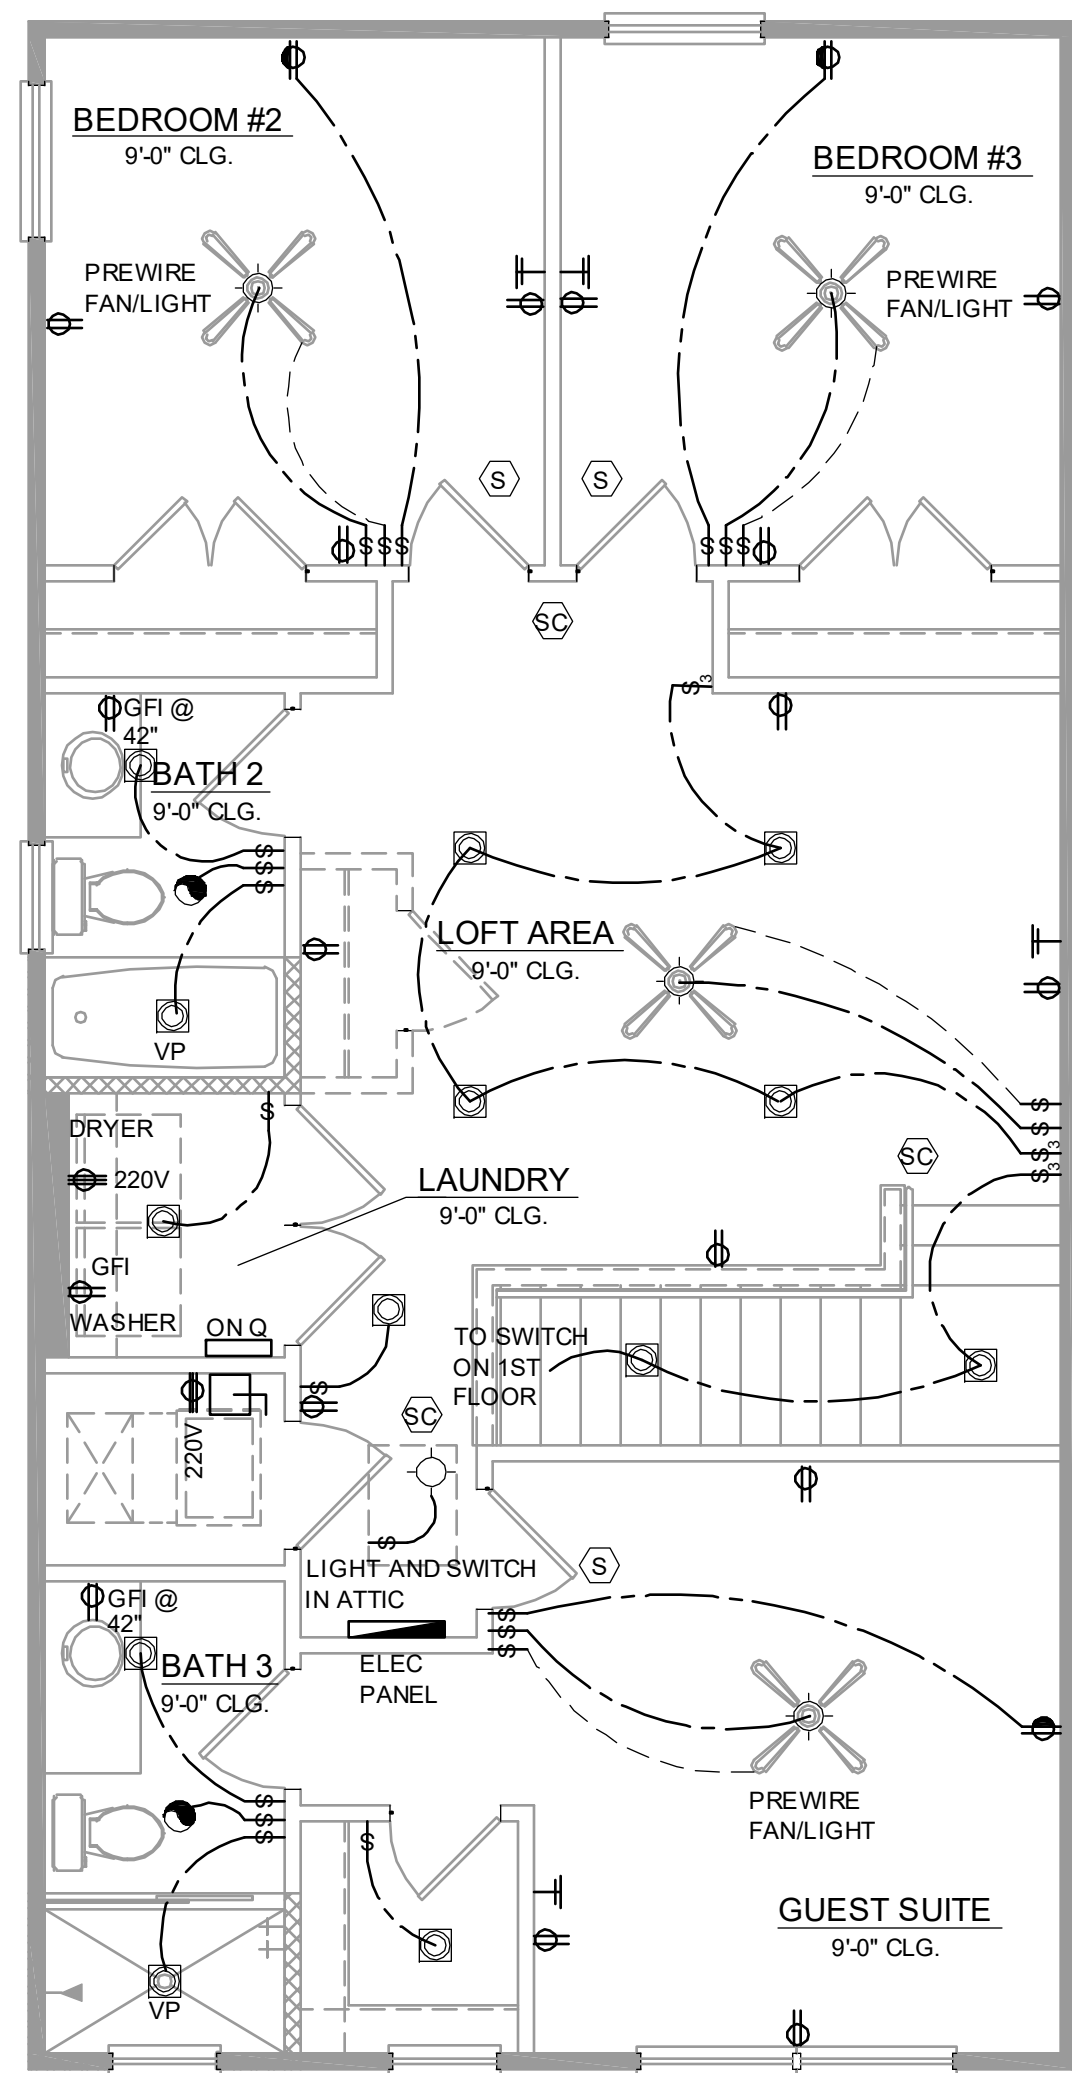 BEDROOM #2
9'-0" CLG.
BEDROOM #3
9'-0" CLG.
PREWIRE
FAN/LIGHT
PREWIRE
FAN/LIGHT
S
S
S S S
S S S
SC
S3
GFI @
42"
BATH 2
9'-0" CLG.
S
S
S
LOFT AREA
9'-0" CLG.
VP
S
S
S
S3
S3
DRYER
220V
SC
LAUNDRY
9'-0" CLG.
GFI
WASHER
ON Q
TO SWITCH
ON 1ST
FLOOR
S
SC
220V
S
LIGHT AND SWITCH
IN ATTIC
S
GFI @
42"
S
S
S
ELEC
PANEL
BATH 3
9'-0" CLG.
PREWIRE
FAN/LIGHT
S
S
S
S
GUEST SUITE
9'-0" CLG.
VP